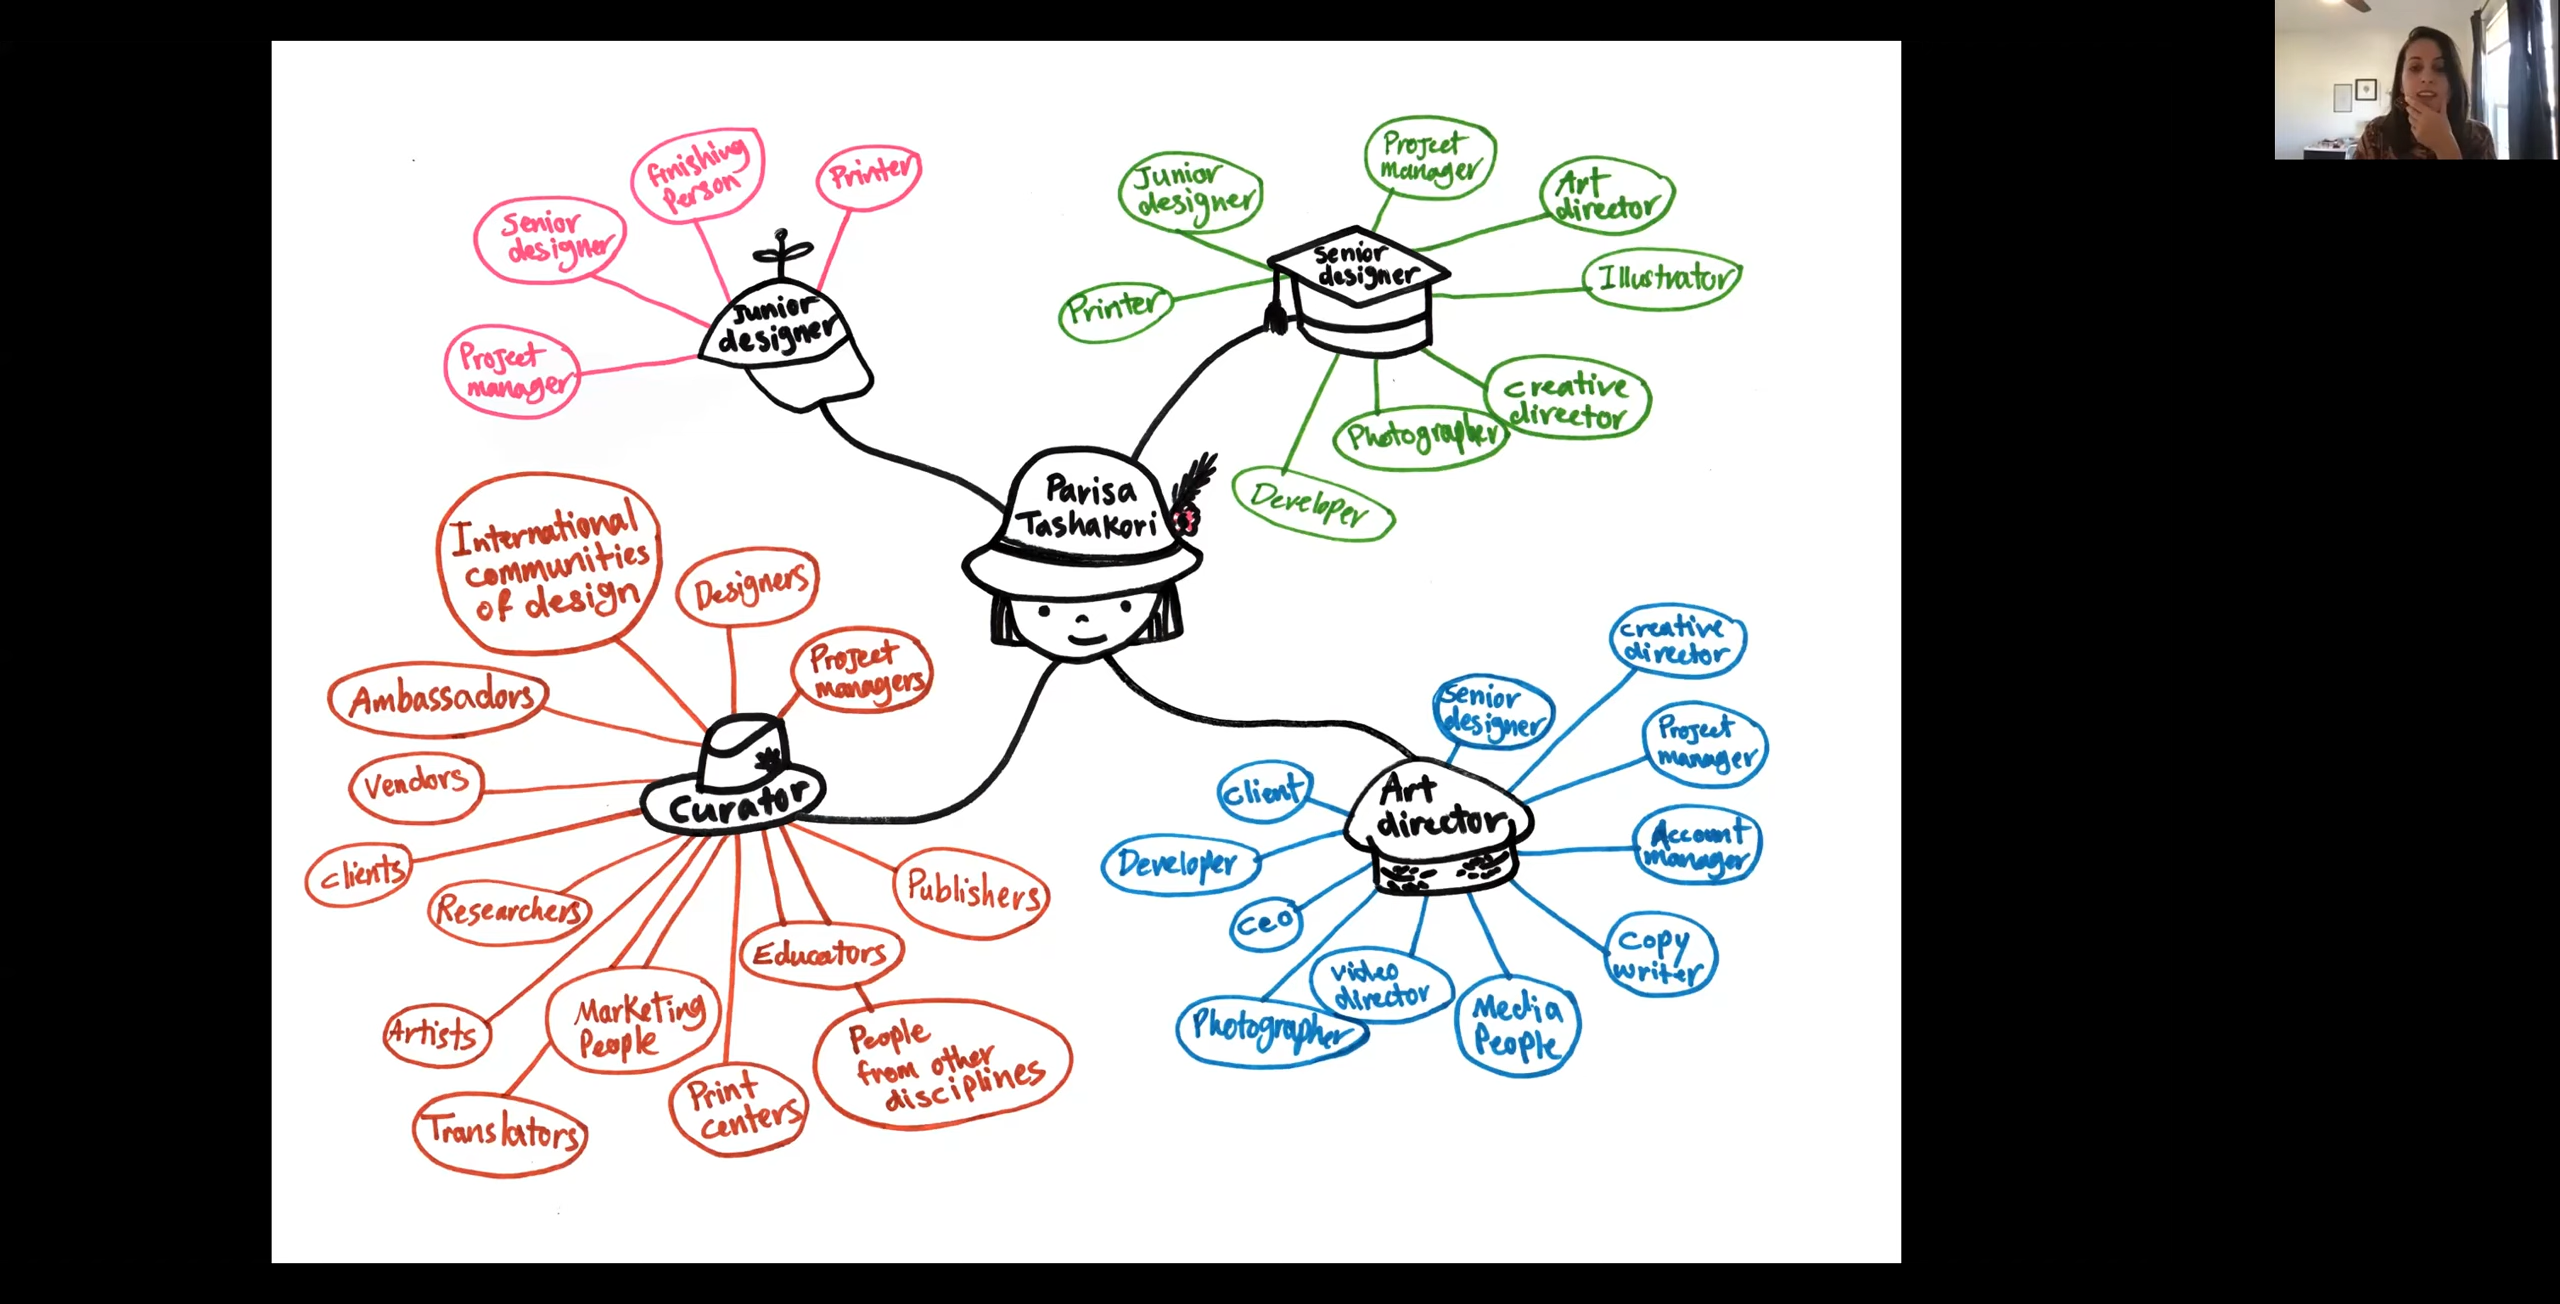 Parisa
Tashakori
Junior
designer
Project
manager
Senior
designer
finishing
Person
Printer
senior
designer
Printer
Junior
designer
Project
manager
Art
director
Illustrator
creative
director
Photographer
Developer
Curator
International
communities
of design
Designers
Project
managers
Ambassadors
Vendors
clients
Researchers
Artists
Marketing
People
Translators
Print
centers
Educators
People
from other
disciplines
Publishers
Art
director
senior
designer
creative
director
Project
manager
Account
manager
copy
writer
Media
People
video
director
Photographer
ceo
Developer
client